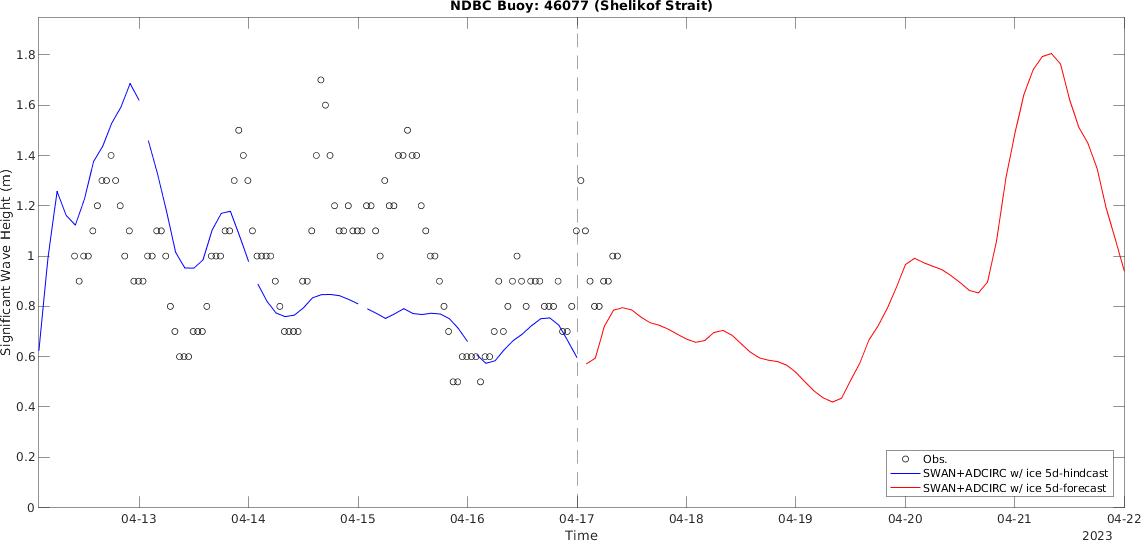 NDBC Buoy: 46077 (Shelikof Strait)
Significant Wave Height (m)
1.8
1.6
1.4
1.2
1
0.8
0.6
0.4
0.2
0
Obs.
SWAN+ADCIRC w/ ice 5d-hindcast
SWAN+ADCIRC w/ ice 5d-forecast
04-13 04-14 04-15 04-16 04-17 04-18 04-19 04-20 04-21 04-22
Time
2023